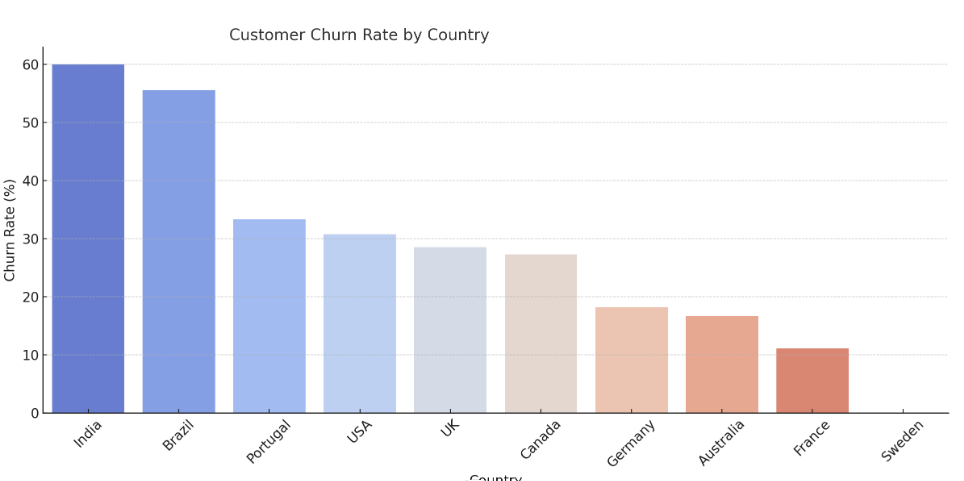 Customer Churn Rate by Country
Churn Rate (%)
60
50
40
30
20
10
0
India
Brazil
Portugal
USA
UK
Canada
Germany
Australia
France
Sweden
Country